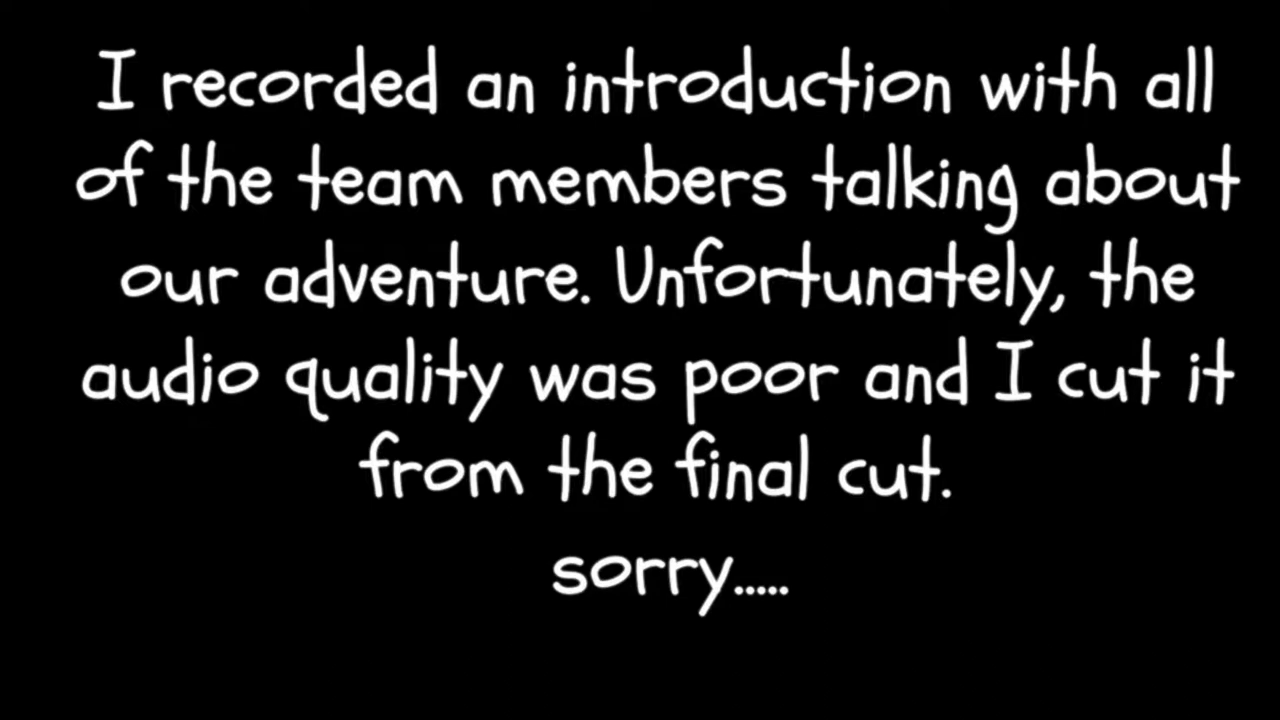 I recorded an introduction with all
of the team members talking about
our adventure. Unfortunately, the
audio quality was poor and I cut it
from the final cut.
sorry.....